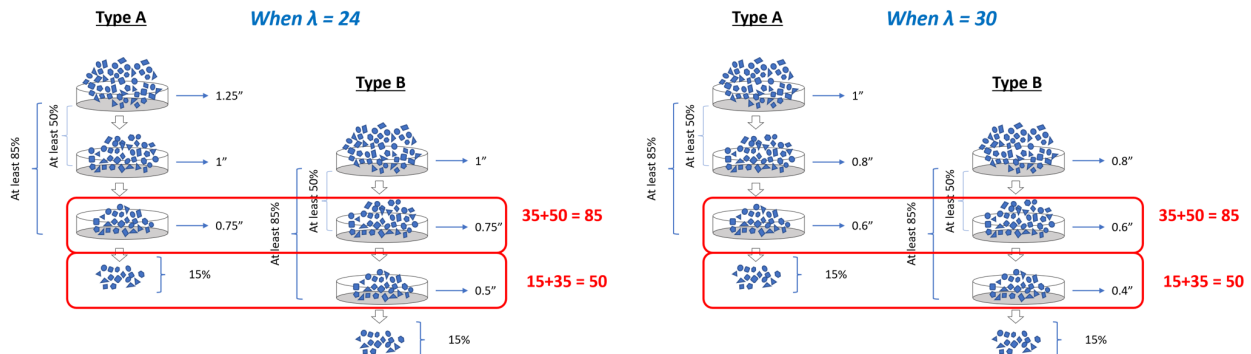 Type A
When λ = 24
Type B
1.25”
1”
0.75”
15%
At least 85%
At least 50%
1”
0.75”
0.5”
15%
At least 85%
At least 50%
35+50 = 85
15+35 = 50
Type A
When λ = 30
Type B
1”
0.8”
0.6”
15%
At least 85%
At least 50%
0.8”
0.6”
0.4”
15%
At least 85%
At least 50%
35+50 = 85
15+35 = 50